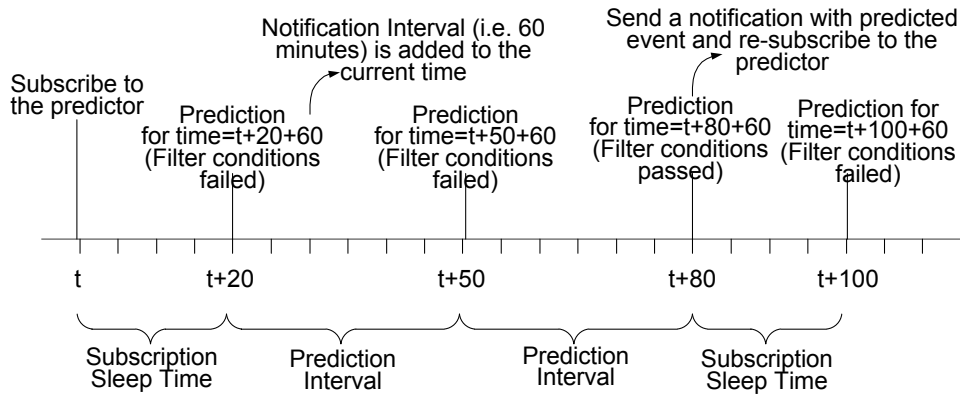 Subscribe to
the predictor
Notification Interval (i.e. 60
minutes) is added to the
current time
Send a notification with predicted
event and re-subscribe to the
predictor
Prediction
for time=t+20+60
(Filter conditions
failed)
Prediction
for time=t+50+60
(Filter conditions
failed)
Prediction
for time=t+80+60
(Filter conditions
passed)
Prediction for
time=t+100+60
(Filter conditions
failed)
t
t+20
t+50
t+80
t+100
Subscription
Sleep Time
Prediction
Interval
Prediction
Interval
Subscription
Sleep Time